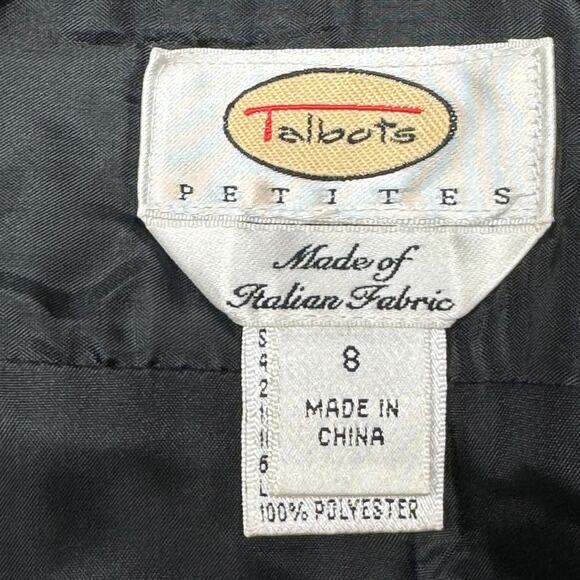 Talbots
PETITES
Made of
Italian Fabric
8
MADE IN
CHINA
100% POLYESTER